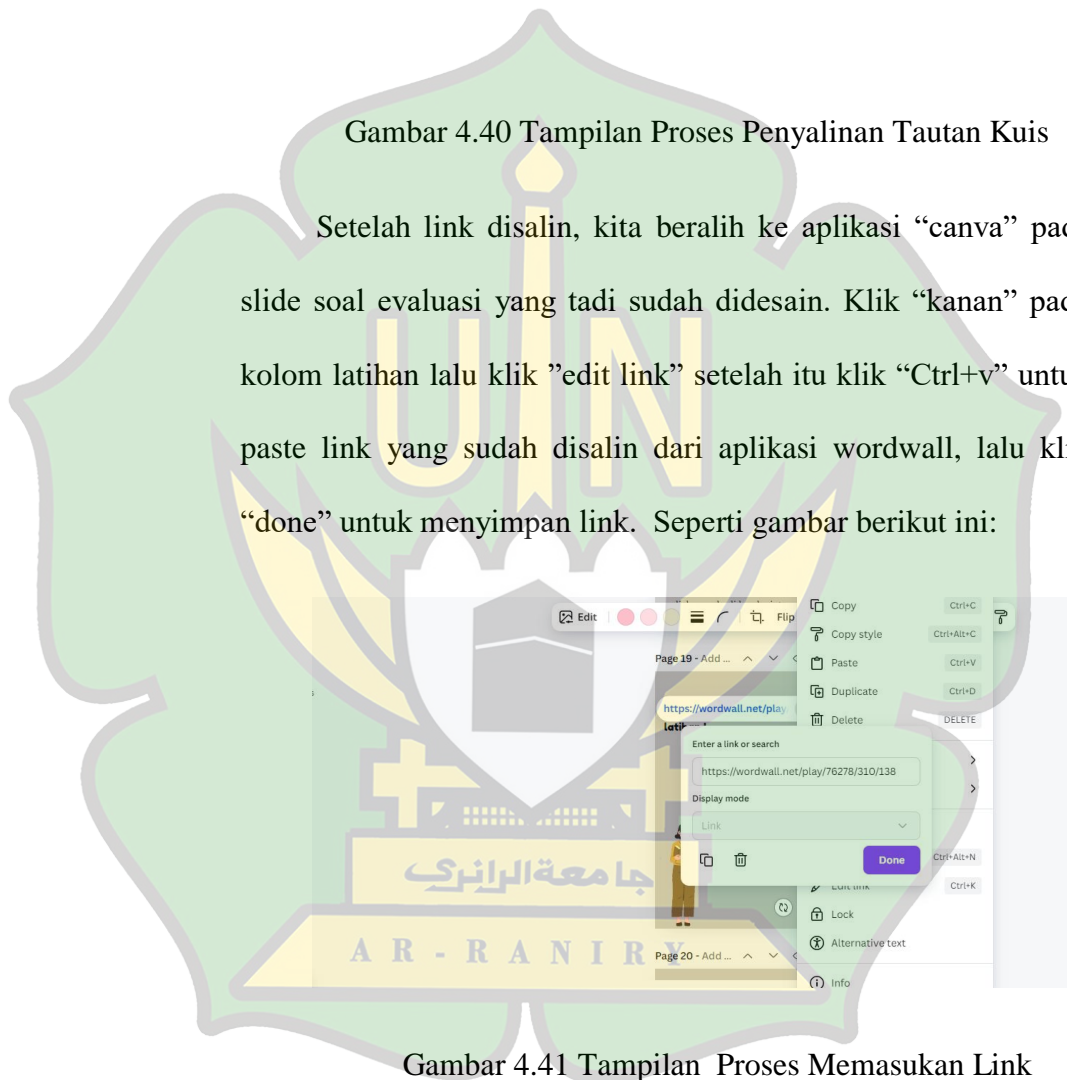 Gambar 4.40 Tampilan Proses Penyalinan Tautan Kuis
Setelah link disalin, kita beralih ke aplikasi “canva”
slide soal evaluasi yang tadi sudah didesain. Klik “kanan”
kolom latihan lalu klik ”edit link” setelah itu klik “Ctrl+v”
paste link yang sudah disalin dari aplikasi wordwall, lalu
“done” untuk menyimpan link. Seperti gambar berikut ini:
Edit
Flip
Copy Ctrl+C
Copy style Ctrl+Alt+C
Page 19 - Add ...
Paste Ctrl+V
Duplicate Ctrl+D
https://wordwall.net/play
Delete DELETE
Enter a link or search
https://wordwall.net/play/76278/310/138
Display mode
Link
Done
Ctrl+Alt+N
Edit link Ctrl+K
Lock
Alternative text
Page 20 - Add ...
Info
UIN
جامعة الرانري
AR-RANIRY
Gambar 4.41 Tampilan Proses Memasukan Link